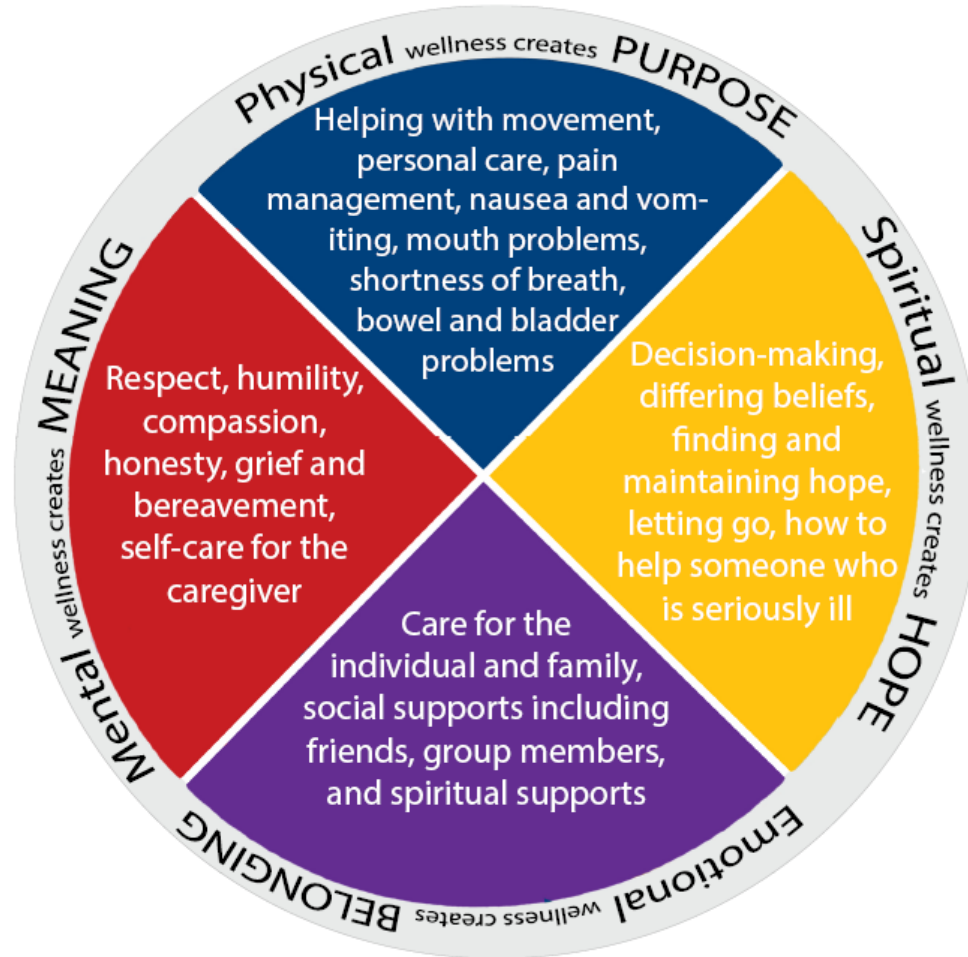 Physical wellness creates PURPOSE
Helping with movement,
personal care, pain
management, nausea and vom-
iting, mouth problems,
shortness of breath,
bowel and bladder
problems
Spiritual wellness creates HOPE
Decision-making,
differing beliefs,
finding and
maintaining hope,
letting go, how to
help someone who
is seriously ill
Emotional wellness creates BELONGING
Care for the
individual and family,
social supports including
friends, group members,
and spiritual supports
Mental wellness creates MEANING
Respect, humility,
compassion,
honesty, grief and
bereavement,
self-care for the
caregiver